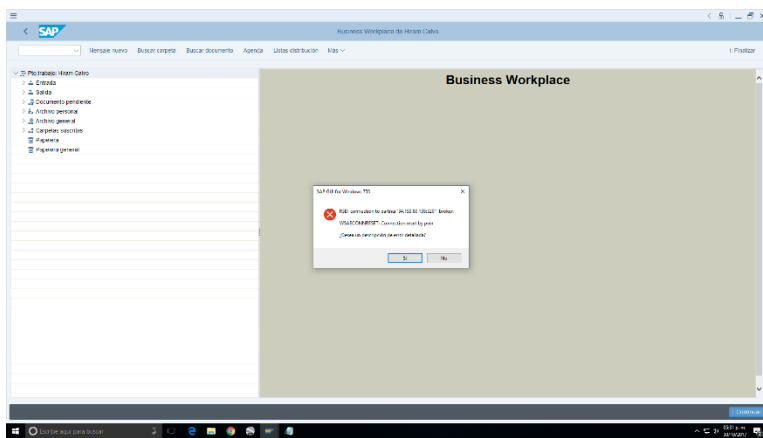 SAP
Business Workplace de Hiram Calvo
Mensaje nuevo Buscar carpeta Buscar documento Agenda Listas distribución Más
Finalizar
Pto.trabajo: Hiram Calvo
Entrada
Salida
Documento pendiente
Archivo personal
Archivo general
Carpetas suscritas
Papelera
Papelera general
Business Workplace
SAP GUI for Windows
connection to partner broken
WSAECONNRESET: Connection reset by peer
¿Desea un descripción de error detallada?
Sí No
Continuar
Escribe aquí para buscar
p.m.